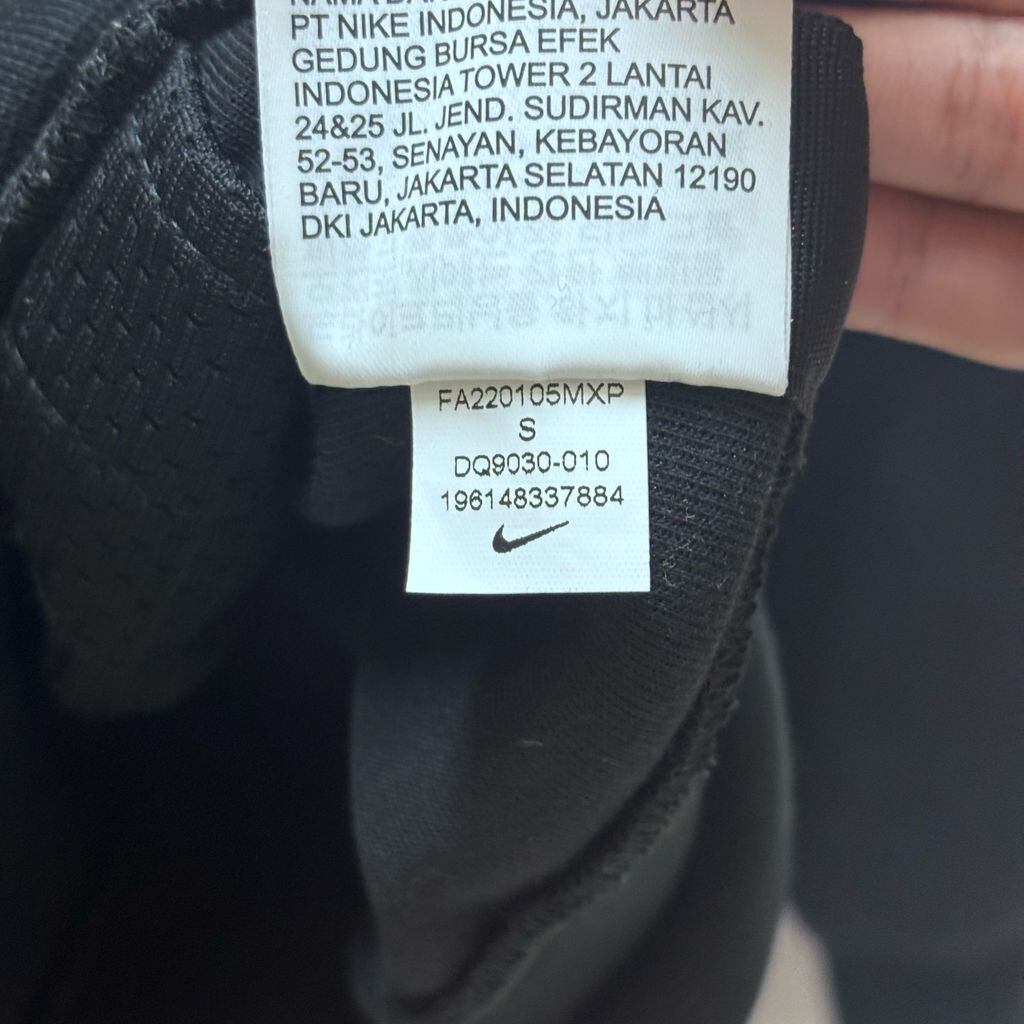 PT NIKE INDONESIA, JAKARTA
GEDUNG BURSA EFEK
INDONESIA TOWER 2 LANTAI
24&25 JL. JEND. SUDIRMAN KAV.
52-53, SENAYAN, KEBAYORAN
BARU, JAKARTA SELATAN 12190
DKI JAKARTA, INDONESIA
FA220105MXP
S
DQ9030-010
196148337884